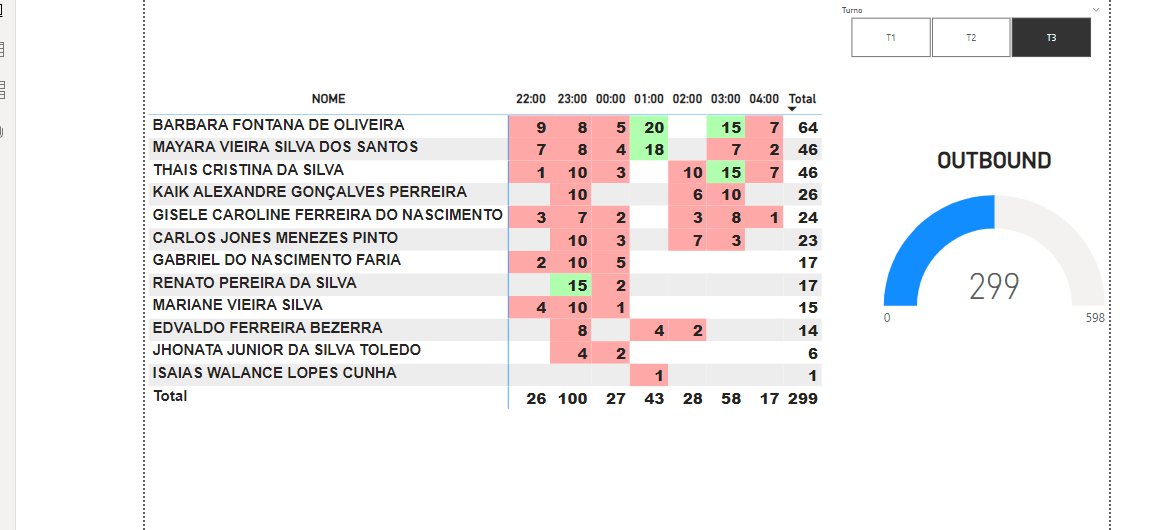 Turno
T1 T2 T3
NOME 22:00 23:00 00:00 01:00 02:00 03:00 04:00 Total
BARBARA FONTANA DE OLIVEIRA 9 8 5 20 15 7 64
MAYARA VIEIRA SILVA DOS SANTOS 7 8 4 18 7 2 46
THAIS CRISTINA DA SILVA 1 10 3 10 15 7 46
KAIK ALEXANDRE GONÇALVES PERREIRA 10 6 10 26
GISELE CAROLINE FERREIRA DO NASCIMENTO 3 7 2 3 8 1 24
CARLOS JONES MENEZES PINTO 10 3 7 3 23
GABRIEL DO NASCIMENTO FARIA 2 10 5 17
RENATO PEREIRA DA SILVA 15 2 17
MARIANE VIEIRA SILVA 4 10 1 15
EDVALDO FERREIRA BEZERRA 8 4 2 14
JHONATA JUNIOR DA SILVA TOLEDO 4 2 6
ISAIAS WALANCE LOPES CUNHA 1 1
Total 26 100 27 43 28 58 17 299
OUTBOUND
299
0 598